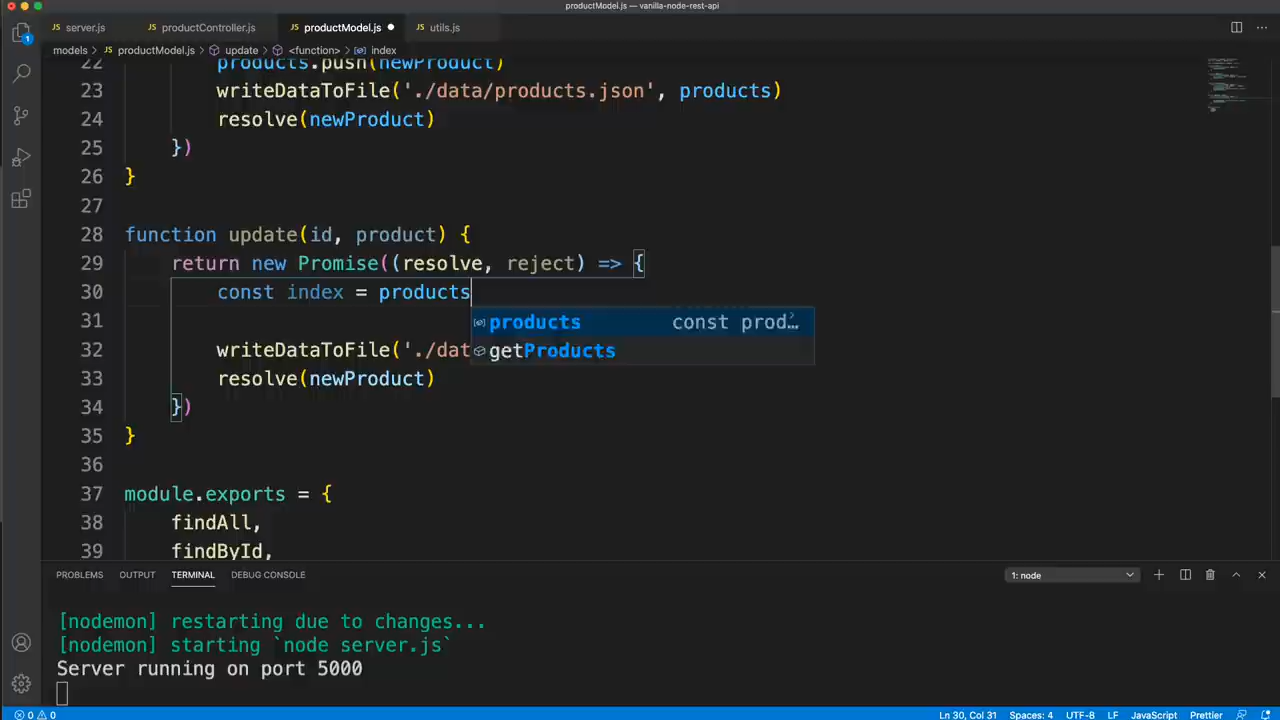 productModel.js — vanilla-node-rest-api
JS server.js JS productController.js JS productModel.js ● JS utils.js
models > JS productModel.js > update > <function> > index
22 products.push(newProduct)
23 writeDataToFile('./data/products.json', products)
24 resolve(newProduct)
25 })
26 }
27
28 function update(id, product) {
29 return new Promise((resolve, reject) => {
30 const index = products
31 products const prod…
32 writeDataToFile('./dat getProducts
33 resolve(newProduct)
34 })
35 }
36
37 module.exports = {
38 findAll,
39 findById,
PROBLEMS OUTPUT TERMINAL DEBUG CONSOLE 1: node
[nodemon] restarting due to changes...
[nodemon] starting `node server.js`
Server running on port 5000
0 0 Ln 30, Col 31 Spaces: 4 UTF-8 LF JavaScript Prettier